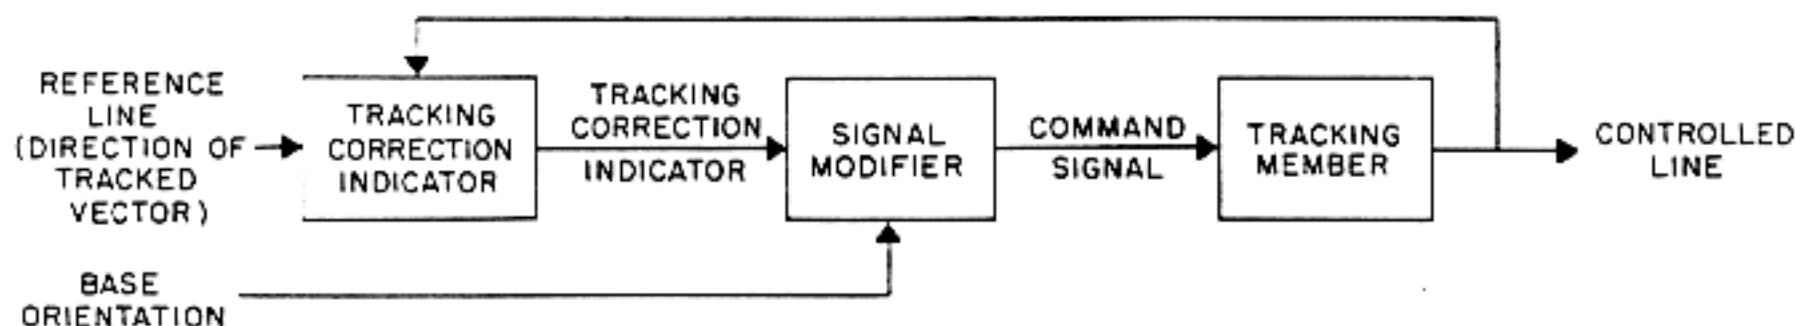 REFERENCE
LINE
(DIRECTION OF
TRACKED
VECTOR)
TRACKING
CORRECTION
INDICATOR
TRACKING
CORRECTION
INDICATOR
SIGNAL
MODIFIER
COMMAND
SIGNAL
TRACKING
MEMBER
CONTROLLED
LINE
BASE
ORIENTATION